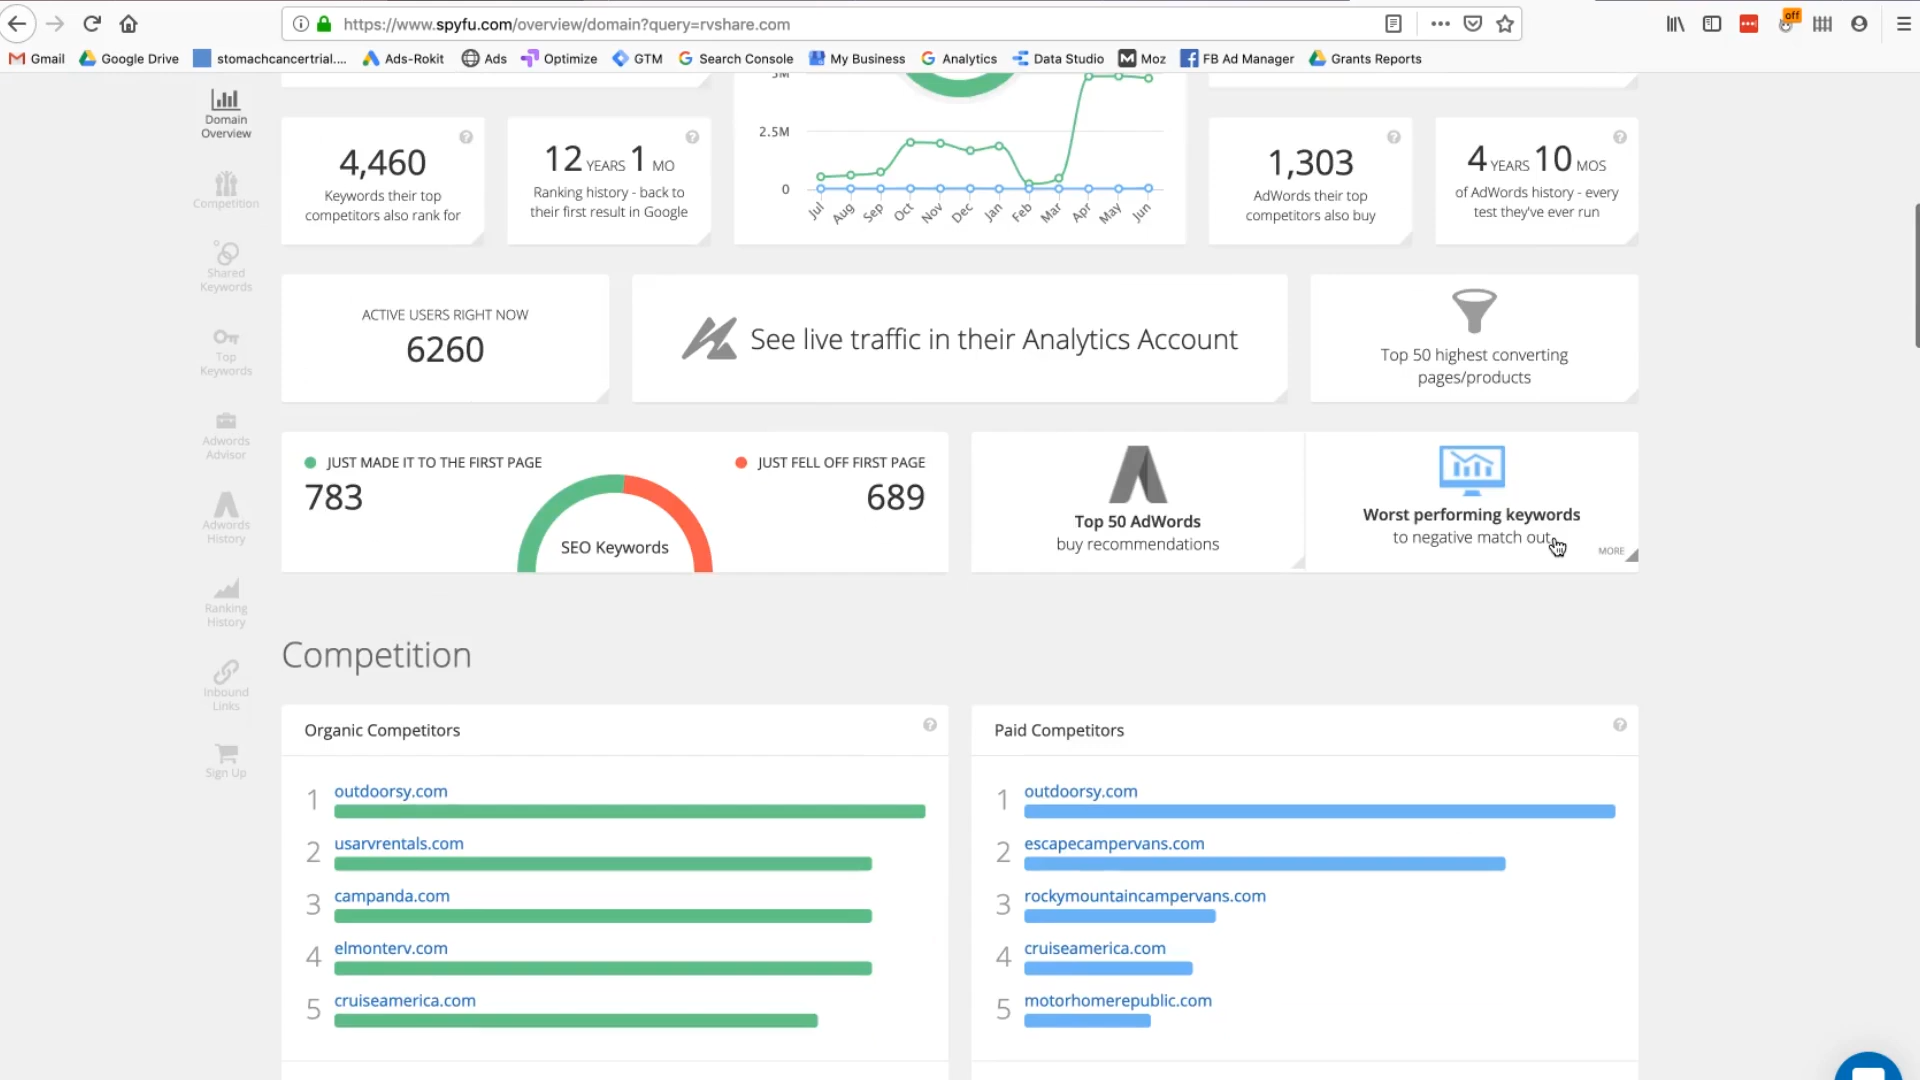 https://www.spyfu.com/overview/domain?query=rvshare.com
off
Gmail
Google Drive
stomachcancertrial....
Ads-Rokit
Ads
Optimize
GTM
Search Console
My Business
Analytics
Data Studio
Moz
FB Ad Manager
Grants Reports
Domain
Overview
Competition
Shared
Keywords
Top
Keywords
Adwords
Advisor
Adwords
History
Ranking
History
Inbound
Links
Sign Up
4,460
Keywords their top
competitors also rank for
12 YEARS 1 MO
Ranking history - back to
their first result in Google
5M
2.5M
0
Jul Aug Sep Oct Nov Dec Jan Feb Mar Apr May Jun
1,303
AdWords their top
competitors also buy
4 YEARS 10 MOS
of AdWords history - every
test they've ever run
ACTIVE USERS RIGHT NOW
6260
See live traffic in their Analytics Account
Top 50 highest converting
pages/products
JUST MADE IT TO THE FIRST PAGE
783
JUST FELL OFF FIRST PAGE
689
SEO Keywords
Top 50 AdWords
buy recommendations
Worst performing keywords
to negative match out
MORE
Competition
Organic Competitors
1 outdoorsy.com
2 usarvrentals.com
3 campanda.com
4 elmonterv.com
5 cruiseamerica.com
Paid Competitors
1 outdoorsy.com
2 escapecampervans.com
3 rockymountaincampervans.com
4 cruiseamerica.com
5 motorhomerepublic.com